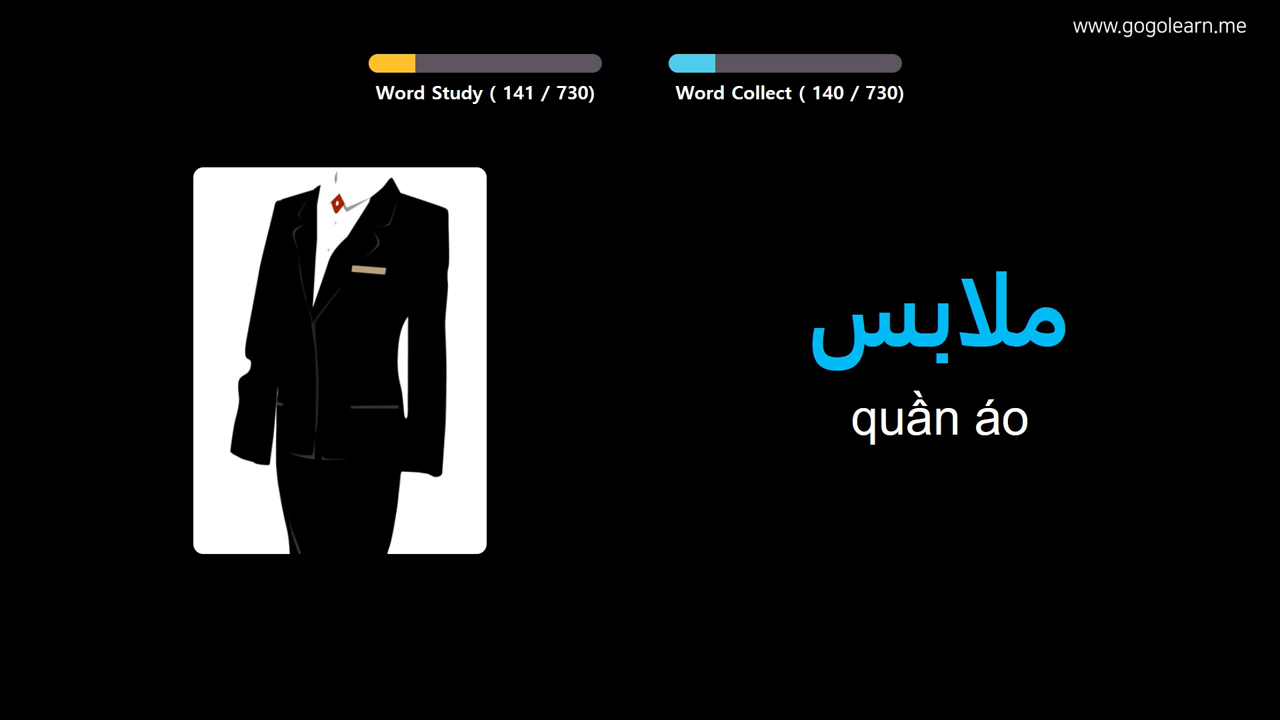 www.gogolearn.me
Word Study ( 141 / 730)
Word Collect ( 140 / 730)
ملابس
quần áo